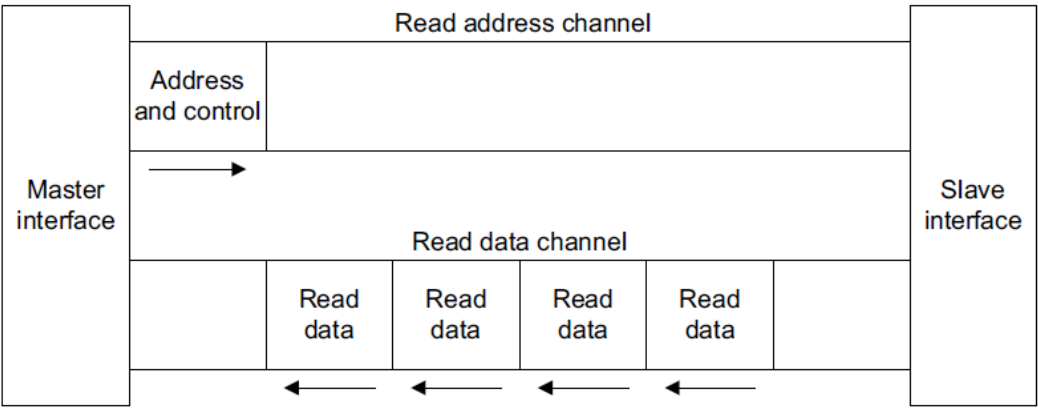 Read address channel
Address
and control
Master
interface
Slave
interface
Read data channel
Read
data
Read
data
Read
data
Read
data